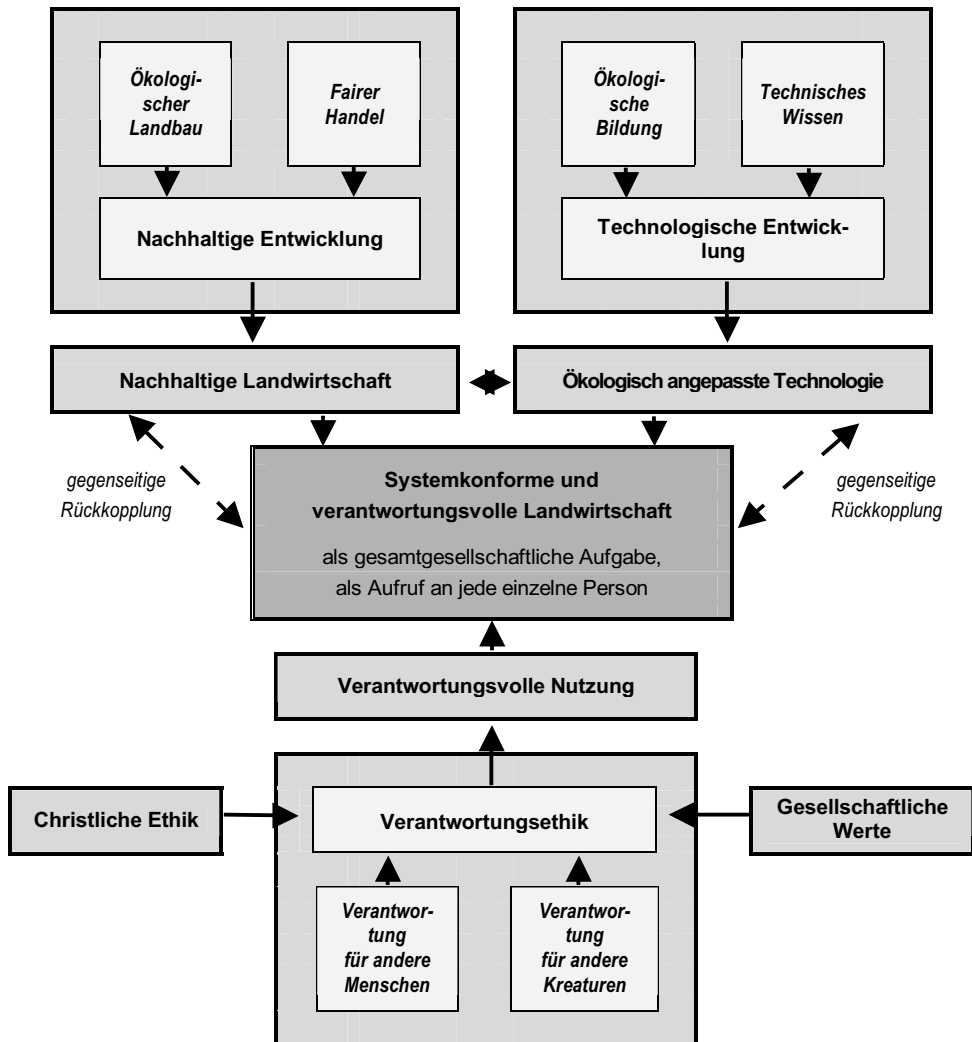 Ökologi-
scher
Landbau
Fairer
Handel
Nachhaltige Entwicklung
Ökologi-
sche
Bildung
Technisches
Wissen
Technologische Entwick-
lung
Nachhaltige Landwirtschaft
Ökologisch angepasste Technologie
gegenseitige
Rückkopplung
Systemkonforme und
verantwortungsvolle Landwirtschaft
als gesamtgesellschaftliche Aufgabe,
als Aufruf an jede einzelne Person
gegenseitige
Rückkopplung
Verantwortungsvolle Nutzung
Christliche Ethik
Verantwortungsethik
Gesellschaftliche
Werte
Verantwor-
tung
für andere
Menschen
Verantwor-
tung
für andere
Kreaturen